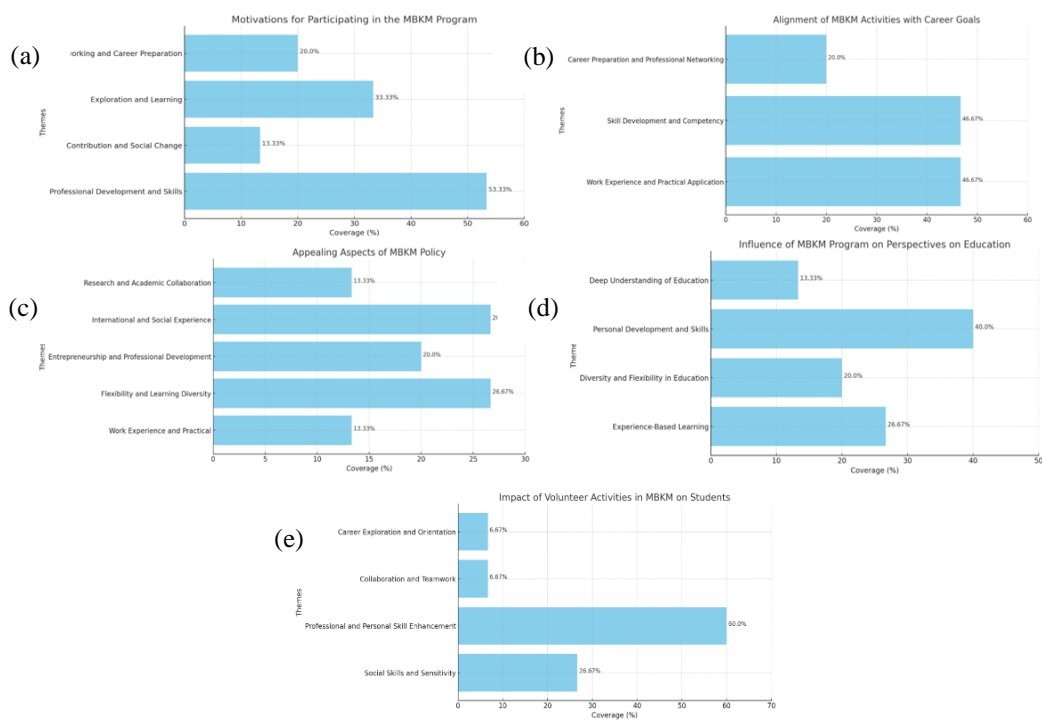 (a)
Motivations for Participating in the MBKM Program
Themes
orking and Career Preparation
20.0%
Exploration and Learning
33.33%
Contribution and Social Change
13.33%
Professional Development and Skills
53.33%
0 10 20 30 40 50 60
Coverage (%)
(b)
Alignment of MBKM Activities with Career Goals
Themes
Career Preparation and Professional Networking
20.0%
Skill Development and Competency
46.67%
Work Experience and Practical Application
46.67%
0 10 20 30 40 50 60
Coverage (%)
(c)
Appealing Aspects of MBKM Policy
Themes
Research and Academic Collaboration
13.33%
International and Social Experience
Entrepreneurship and Professional Development
20.0%
Flexibility and Learning Diversity
26.67%
Work Experience and Practical
13.33%
0 5 10 15 20 25 30
Coverage (%)
(d)
Influence of MBKM Program on Perspectives on Education
Theme
Deep Understanding of Education
13.33%
Personal Development and Skills
40.0%
Diversity and Flexibility in Education
20.0%
Experience-Based Learning
26.67%
0 10 20 30 40 50
Coverage (%)
(e)
Impact of Volunteer Activities in MBKM on Students
Themes
Career Exploration and Orientation
6.67%
Collaboration and Teamwork
6.67%
Professional and Personal Skill Enhancement
60.0%
Social Skills and Sensitivity
26.67%
0 10 20 30 40 50 60 70
Coverage (%)